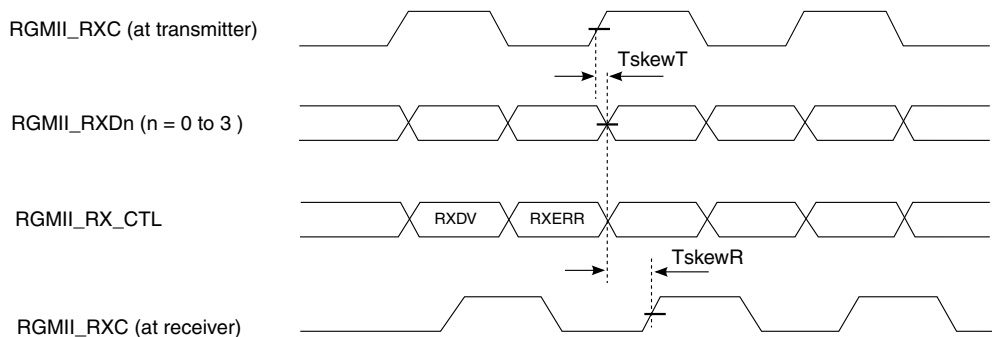 RGMII_RXC (at transmitter)
TskewT
RGMII_RXDn (n = 0 to 3 )
RGMII_RX_CTL
RXDV
RXERR
TskewR
RGMII_RXC (at receiver)